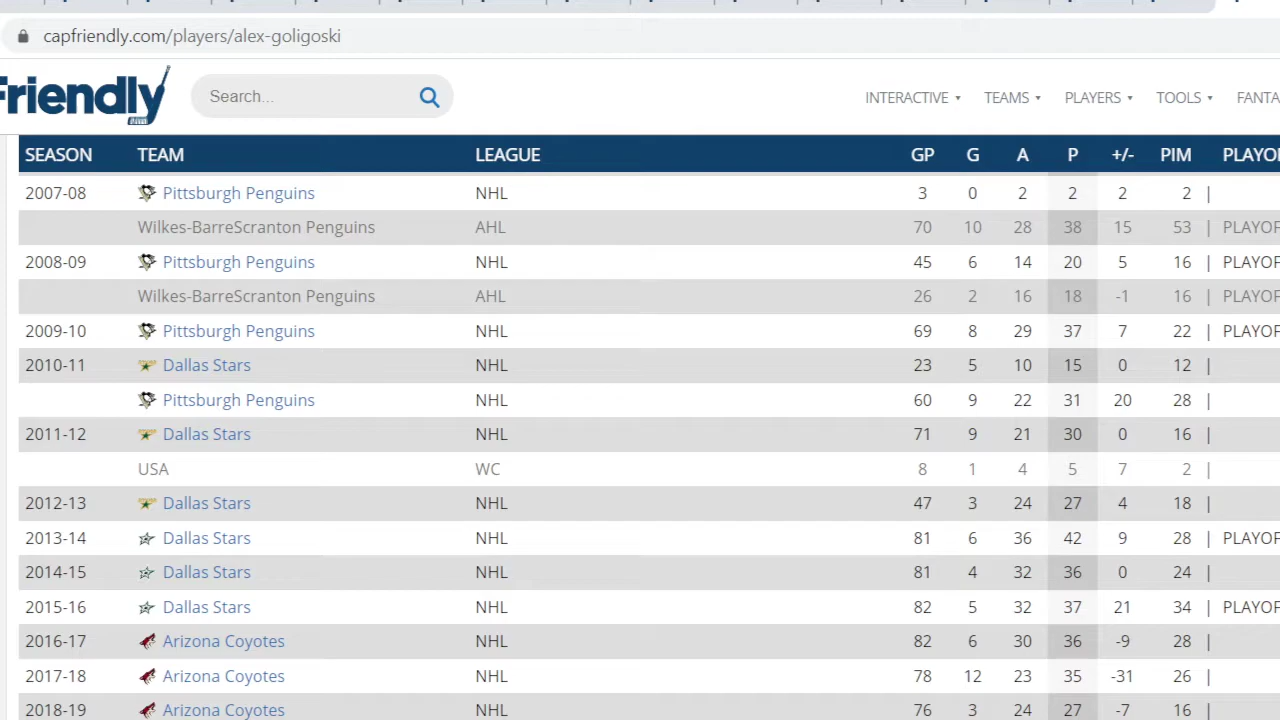 capfriendly.com/players/alex-goligoski
Friendly Search... INTERACTIVE TEAMS PLAYERS TOOLS
SEASON TEAM LEAGUE GP G A P +/- PIM
2007-08 Pittsburgh Penguins NHL 3 0 2 2 2 2 |
Wilkes-BarreScranton Penguins AHL 70 10 28 38 15 53 |
2008-09 Pittsburgh Penguins NHL 45 6 14 20 5 16 |
Wilkes-BarreScranton Penguins AHL 26 2 16 18 -1 16 |
2009-10 Pittsburgh Penguins NHL 69 8 29 37 7 22 |
2010-11 Dallas Stars NHL 23 5 10 15 0 12 |
Pittsburgh Penguins NHL 60 9 22 31 20 28 |
2011-12 Dallas Stars NHL 71 9 21 30 0 16 |
USA WC 8 1 4 5 7 2 |
2012-13 Dallas Stars NHL 47 3 24 27 4 18 |
2013-14 Dallas Stars NHL 81 6 36 42 9 28 |
2014-15 Dallas Stars NHL 81 4 32 36 0 24 |
2015-16 Dallas Stars NHL 82 5 32 37 21 34 |
2016-17 Arizona Coyotes NHL 82 6 30 36 -9 28 |
2017-18 Arizona Coyotes NHL 78 12 23 35 -31 26 |
2018-19 Arizona Coyotes NHL 76 3 24 27 -7 16 |